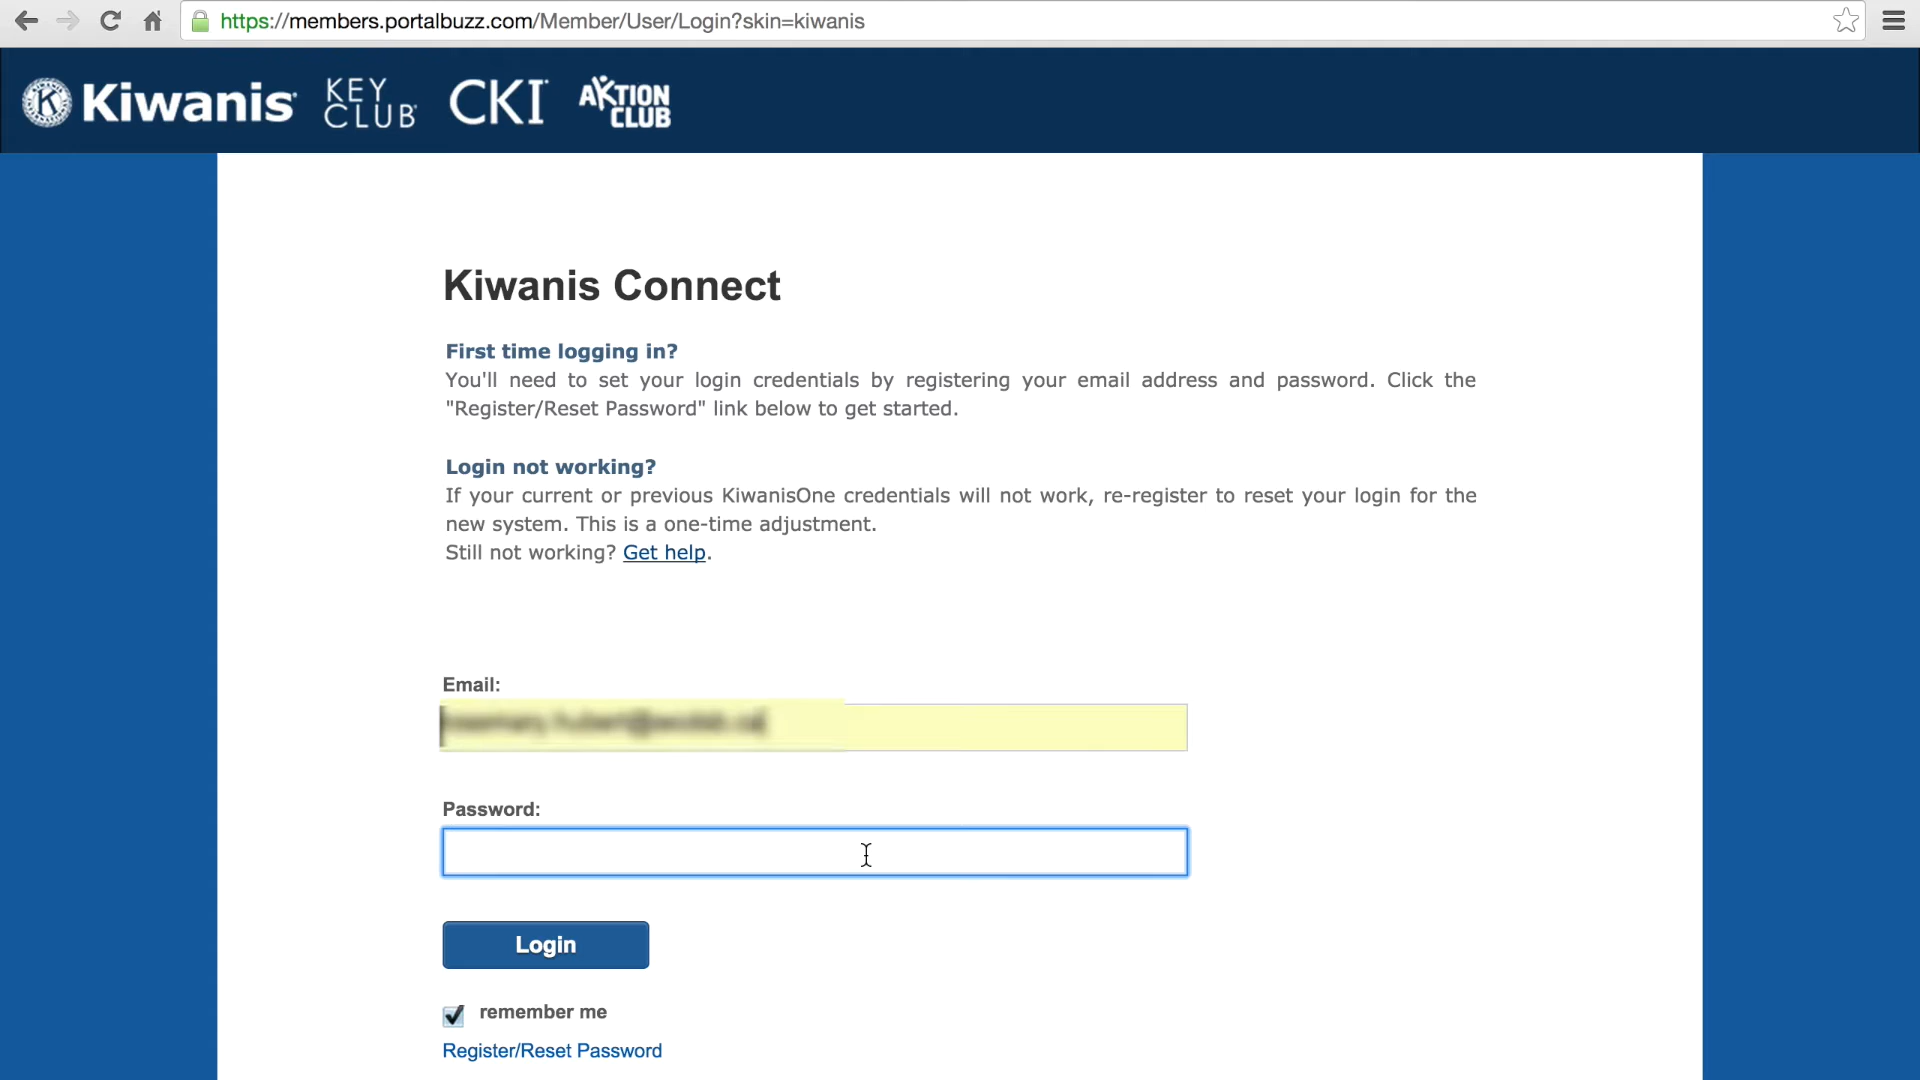 https://members.portalbuzz.com/Member/User/Login?skin=kiwanis
Kiwanis KEY CLUB CKI AKTION CLUB
Kiwanis Connect
First time logging in?
You'll need to set your login credentials by registering your email address and password. Click the
"Register/Reset Password" link below to get started.
Login not working?
If your current or previous KiwanisOne credentials will not work, re-register to reset your login for the
new system. This is a one-time adjustment.
Still not working? Get help.
Email:
Password:
Login
remember me
Register/Reset Password